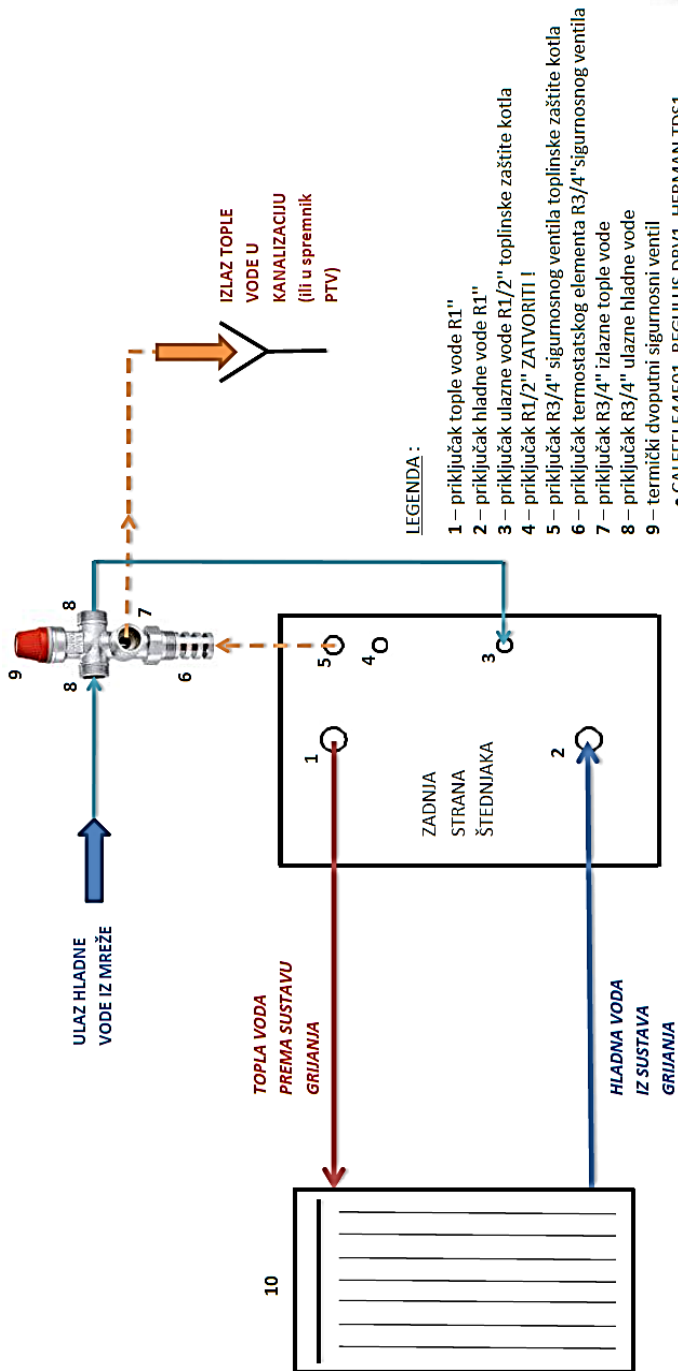 ULAZ HLADNE
VODE IZ MREŽE
9
8
8
7
6
IZLAZ TOPLE
VODE U
KANALIZACIJU
(ili u spremnik
PTV)
TOPLA VODA
PREMA SUSTAVU
GRIJANJA
10
1
5
4
3
2
ZADNJA
STRANA
ŠTEDNJAKA
HLADNA VODA
IZ SUSTAVA
GRIJANJA
LEGENDA :
1 – priključak tople vode R1"
2 – priključak hladne vode R1"
3 – priključak ulazne vode R1/2" toplinske zaštite kotla
4 – priključak R1/2" ZATVORITI !
5 – priključak R3/4" sigurnosnog ventila toplinske zaštite kotla
6 – priključak termostatskog elementa R3/4"sigurnosnog ventila
7 – priključak R3/4" izlazne tople vode
8 – priključak R3/4" ulazne hladne vode
9 – termički dvoputni sigurnosni ventil